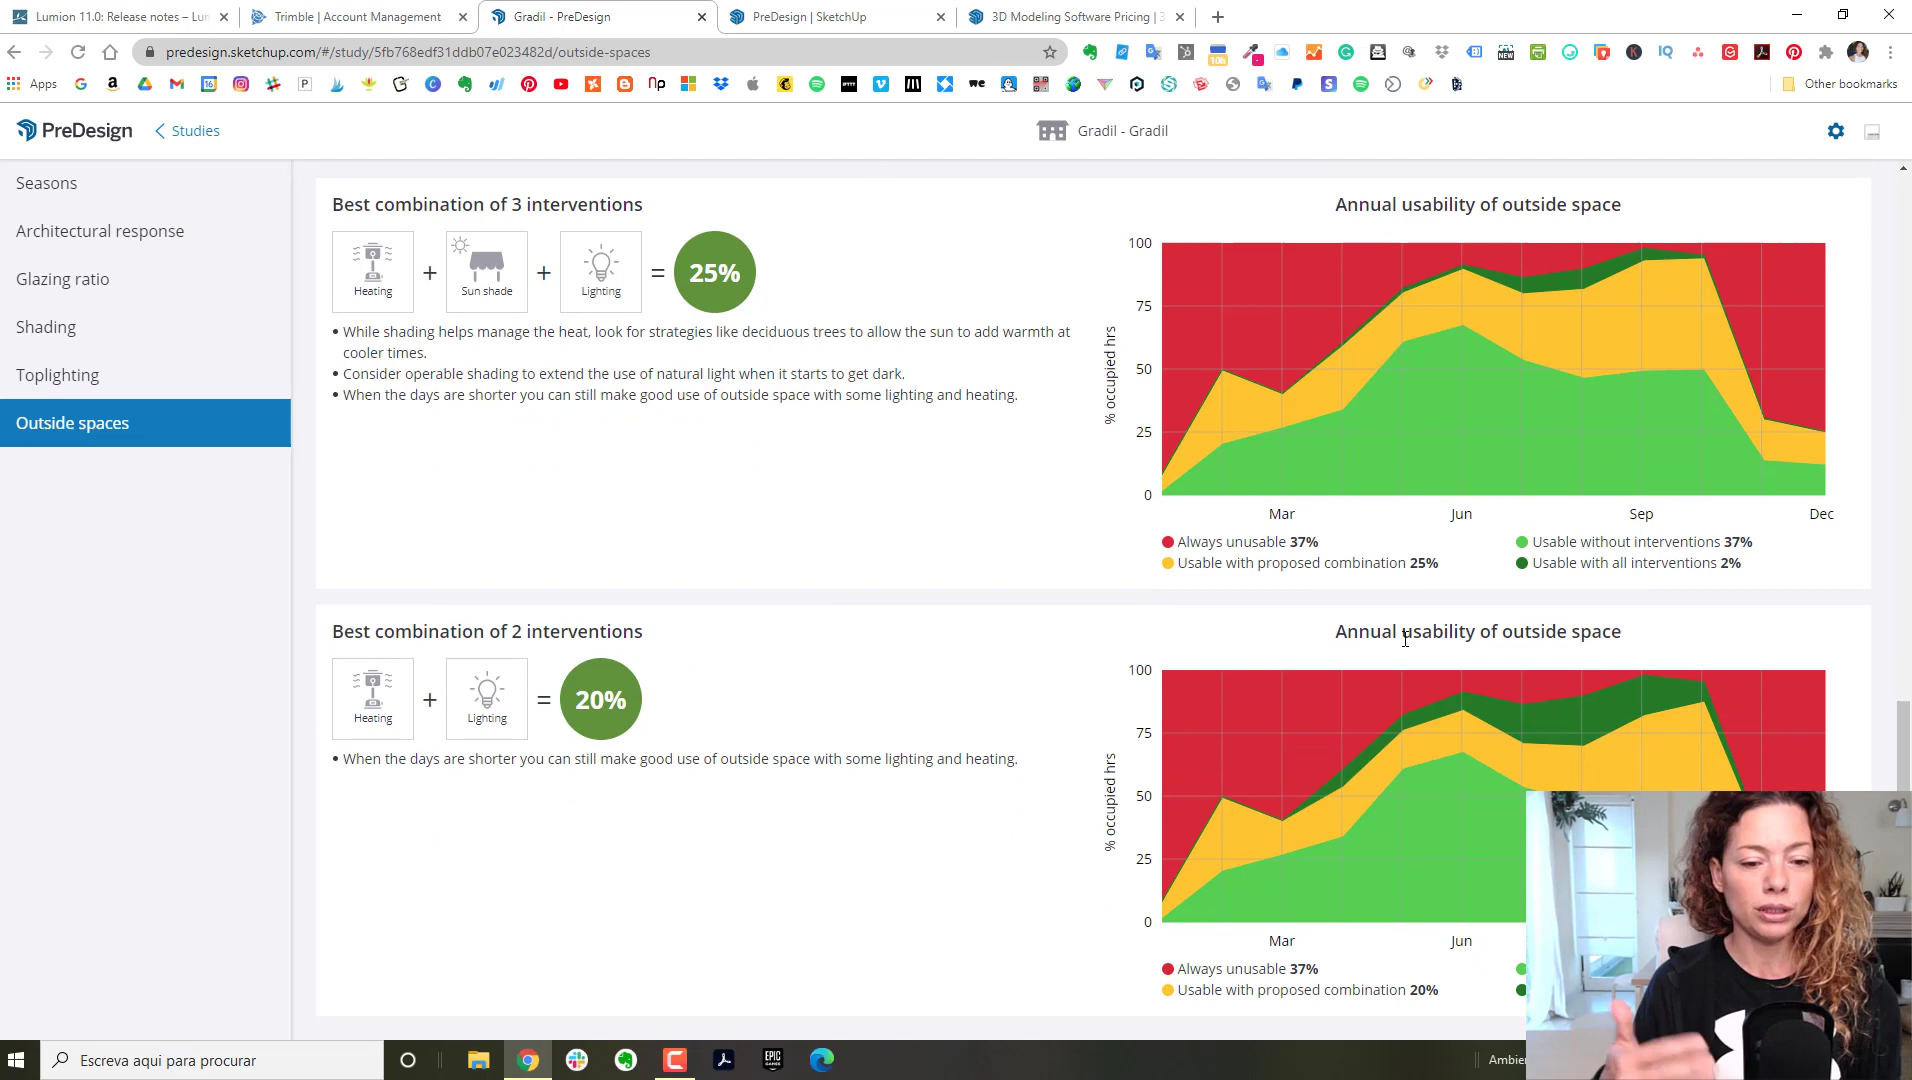 Lumion 11.0: Release notes – Lun
Trimble | Account Management
Gradil - PreDesign
PreDesign | SketchUp
3D Modeling Software Pricing | 3
predesign.sketchup.com/#/study/5fb768edf31ddb07e023482d/outside-spaces
Apps
Other bookmarks
PreDesign
Studies
Gradil - Gradil
Seasons
Architectural response
Glazing ratio
Shading
Toplighting
Outside spaces
Best combination of 3 interventions
Heating
+
Sun shade
+
Lighting
=
25%
• While shading helps manage the heat, look for strategies like deciduous trees to allow the sun to add warmth at
cooler times.
• Consider operable shading to extend the use of natural light when it starts to get dark.
• When the days are shorter you can still make good use of outside space with some lighting and heating.
Annual usability of outside space
% occupied hrs
100
75
50
25
0
Mar
Jun
Sep
Dec
Always unusable 37%
Usable without interventions 37%
Usable with proposed combination 25%
Usable with all interventions 2%
Best combination of 2 interventions
Heating
+
Lighting
=
20%
• When the days are shorter you can still make good use of outside space with some lighting and heating.
Annual usability of outside space
% occupied hrs
100
75
50
25
0
Mar
Jun
Always unusable 37%
Usable with proposed combination 20%
Escreva aqui para procurar